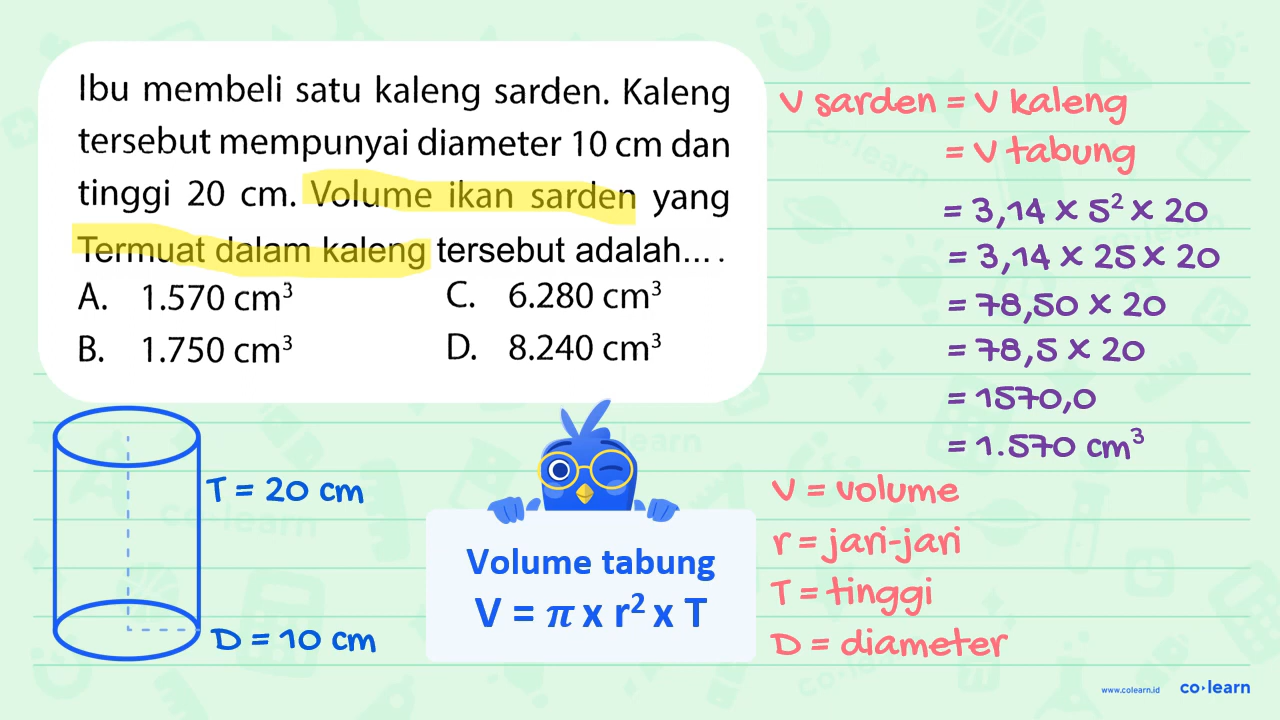 Ibu membeli satu kaleng sarden. Kaleng
tersebut mempunyai diameter 10 cm dan
tinggi 20 cm. Volume ikan sarden yang
Termuat dalam kaleng tersebut adalah... .
A. 1.570 cm³ C. 6.280 cm³
B. 1.750 cm³ D. 8.240 cm³
V sarden = V kaleng
= V tabung
= 3,14 x 5² x 20
= 3,14 x 25 x 20
= 78,50 x 20
= 78,5 x 20
= 1570,0
= 1.570 cm³
T = 20 cm
D = 10 cm
Volume tabung
V = π x r² x T
V = volume
r = jari-jari
T = tinggi
D = diameter
www.colearn.id co·learn